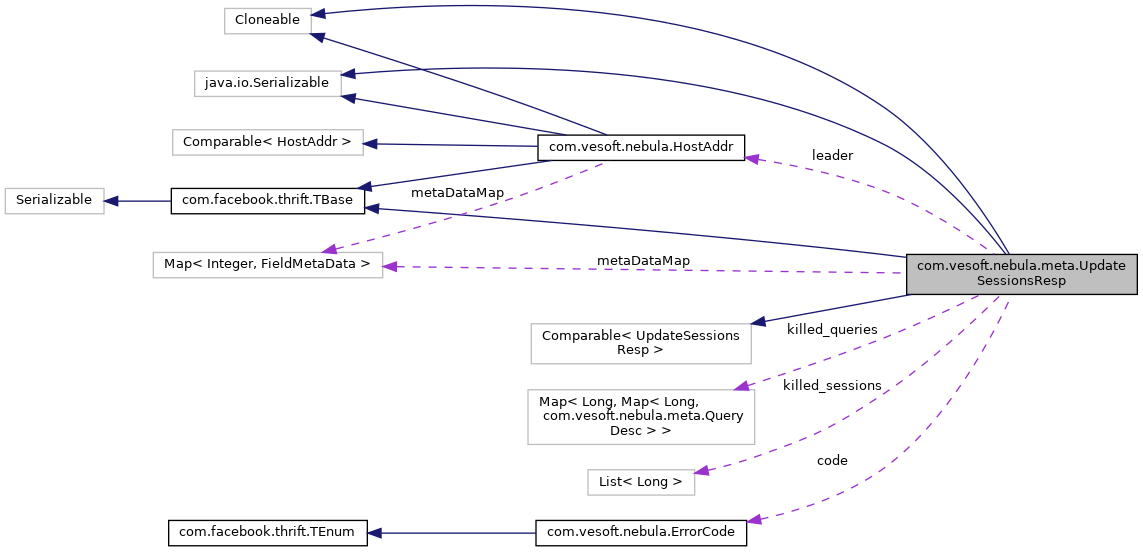 Cloneable
java.io.Serializable
Comparable< HostAddr >
com.vesoft.nebula.HostAddr
leader
metaDataMap
Serializable
com.facebook.thrift.TBase
Map< Integer, FieldMetaData >
metaDataMap
com.vesoft.nebula.meta.Update
SessionsResp
Comparable< UpdateSessions
Resp >
killed_queries
Map< Long, Map< Long,
com.vesoft.nebula.meta.Query
Desc > >
killed_sessions
List< Long >
code
com.facebook.thrift.TEnum
com.vesoft.nebula.ErrorCode